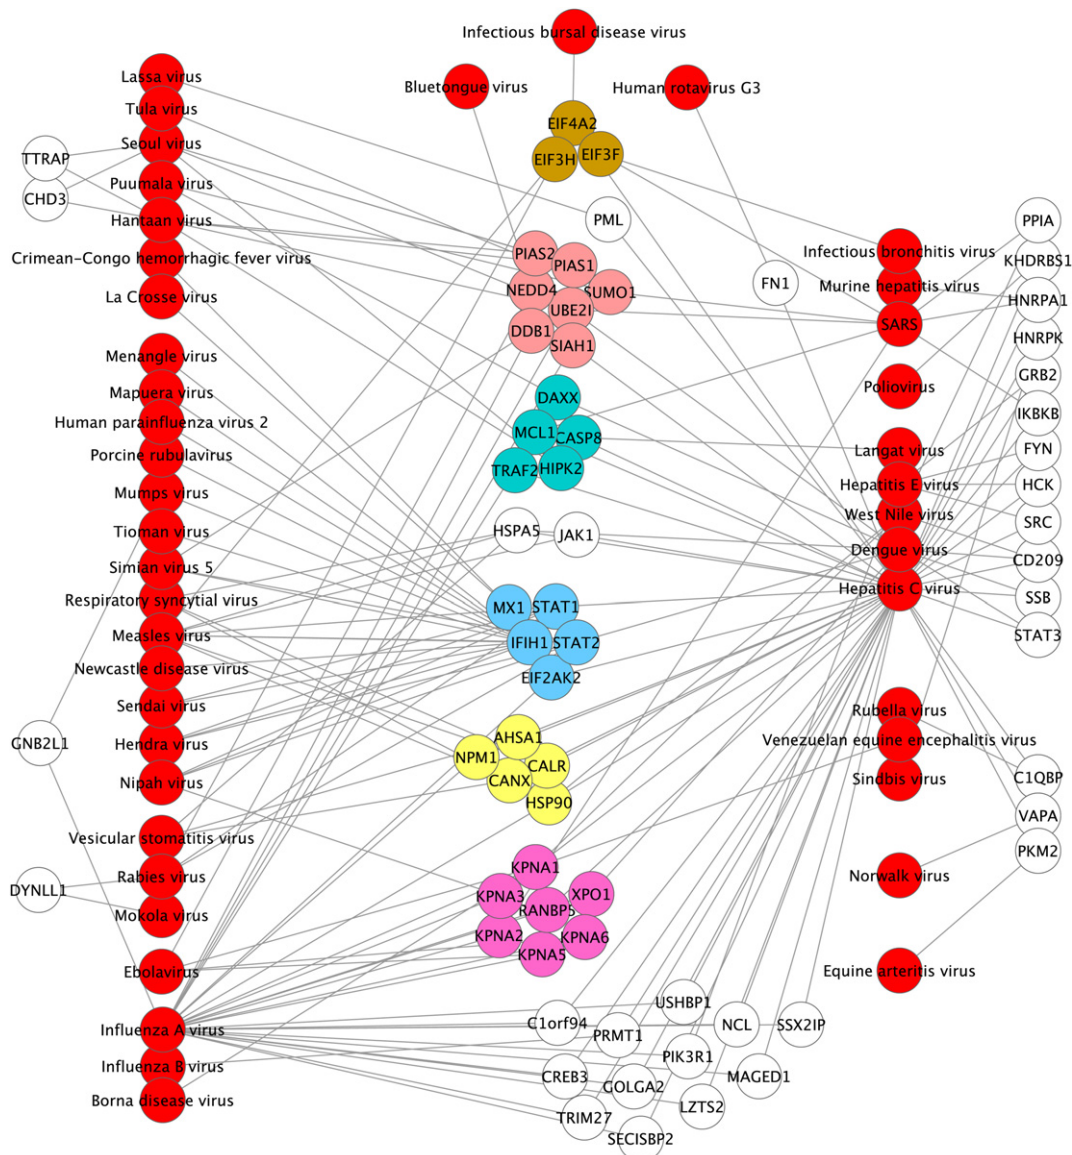 Infectious bursal disease virus
Bluetongue virus
Human rotavirus G3
Lassa virus
Tula virus
Seoul virus
Puumala virus
Hantaan virus
Crimean-Congo hemorrhagic fever virus
La Crosse virus
TTRAP
CHD3
Menangle virus
Mapuera virus
Human parainfluenza virus 2
Porcine rubulavirus
Mumps virus
Tioman virus
Simian virus 5
Respiratory syncytial virus
Measles virus
Newcastle disease virus
Sendai virus
Hendra virus
Nipah virus
GNB2L1
Vesicular stomatitis virus
Rabies virus
Mokola virus
DYNLL1
Ebolavirus
Influenza A virus
Influenza B virus
Borna disease virus
EIF4A2
EIF3H
EIF3F
PML
PIAS2
PIAS1
NEDD4
SUMO1
UBE2I
DDB1
SIAH1
FN1
DAXX
MCL1
CASP8
TRAF2
HIPK2
HSPA5
JAK1
MX1
STAT1
IFIH1
STAT2
EIF2AK2
AHSA1
NPM1
CALR
CANX
HSP90
KPNA1
KPNA3
XPO1
RANBP5
KPNA2
KPNA6
KPNA5
USHBP1
C1orf94
PRMT1
NCL
SSX2IP
PIK3R1
CREB3
GOLGA2
MAGED1
LZTS2
TRIM27
SECISBP2
Infectious bronchitis virus
Murine hepatitis virus
SARS
Poliovirus
Langat virus
Hepatitis E virus
West Nile virus
Dengue virus
Hepatitis C virus
Rubella virus
Venezuelan equine encephalitis virus
Sindbis virus
Norwalk virus
Equine arteritis virus
PPIA
KHDRBS1
HNRPA1
HNRPK
GRB2
IKBKB
FYN
HCK
SRC
CD209
SSB
STAT3
C1QBP
VAPA
PKM2